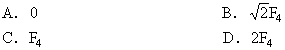 A. 0 B. √2F₄
C. F₄ D. 2F₄